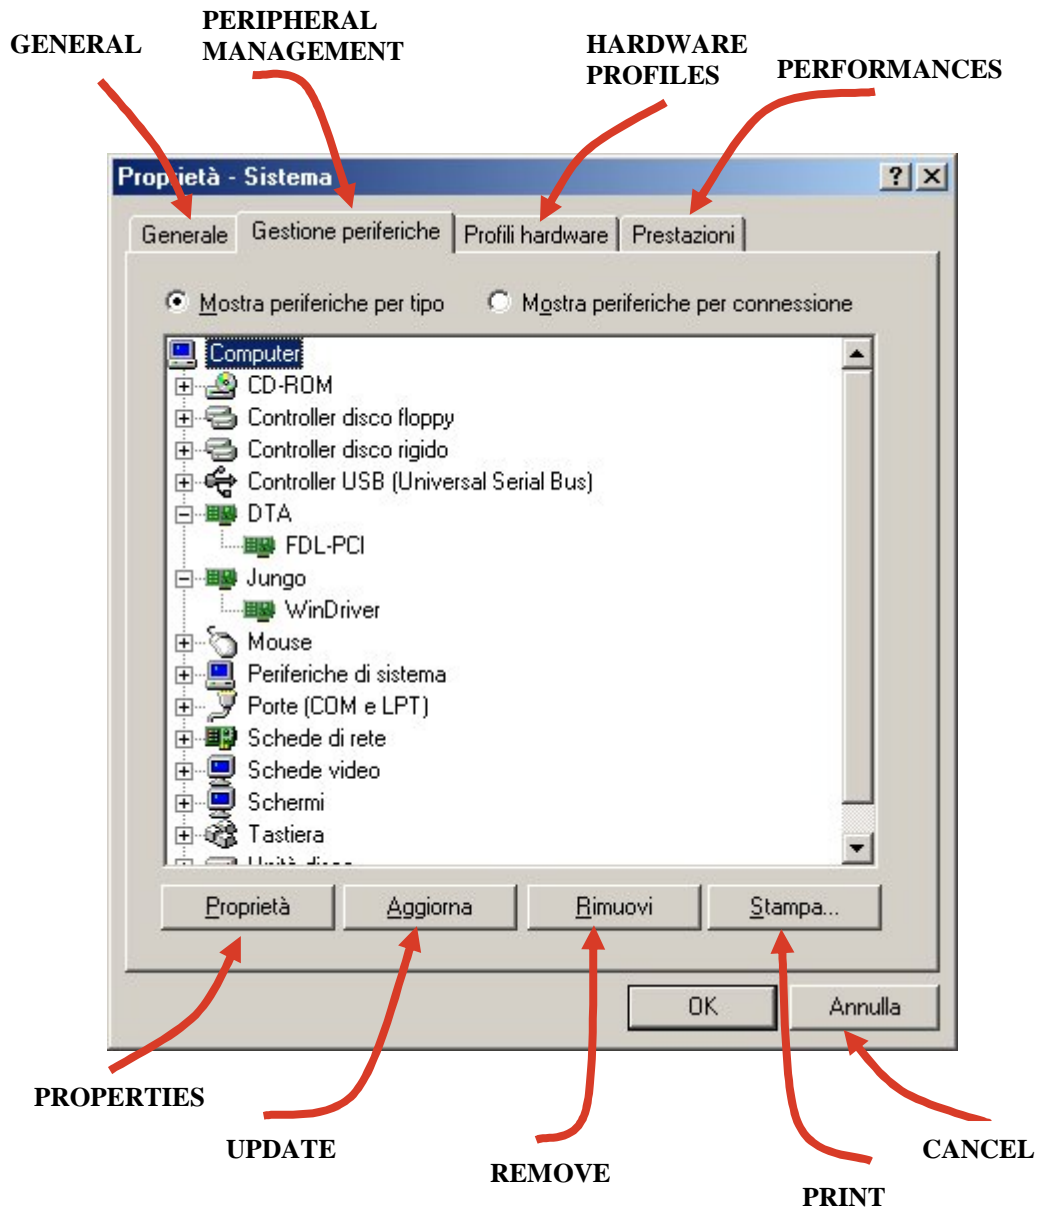 PERIPHERAL
MANAGEMENT
GENERAL
HARDWARE
PROFILES
PERFORMANCES
Proprietà - Sistema
Generale
Gestione periferiche
Profili hardware
Prestazioni
Mostra periferiche per tipo
Mostra periferiche per connessione
Computer
CD-ROM
Controller disco floppy
Controller disco rigido
Controller USB (Universal Serial Bus)
DTA
FDL-PCI
Jungo
WinDriver
Mouse
Periferiche di sistema
Porte (COM e LPT)
Schede di rete
Schede video
Schermi
Tastiera
Unità disco
Proprietà
Aggiorna
Rimuovi
Stampa...
OK
Annulla
PROPERTIES
UPDATE
REMOVE
CANCEL
PRINT